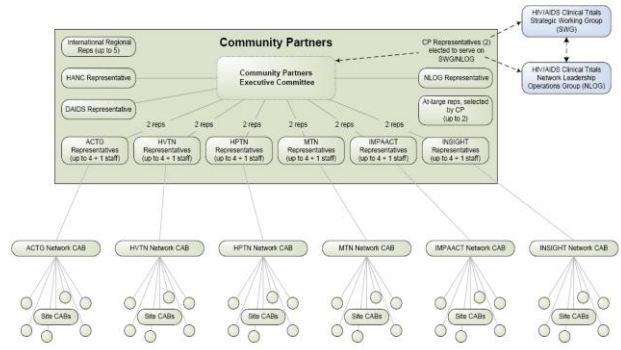 HIV/AIDS Clinical Trials
Strategic Working Group
(SWG)
Community Partners
International Regional
Reps (up to 5)
CP Representatives (2)
elected to serve on
SWG/NLOG
HANC Representative
Community Partners
Executive Committee
NLOG Representative
HIV/AIDS Clinical Trials
Network Leadership
Operations Group (NLOG)
DAIDS Representative
At-large reps, selected
by CP
(up to 2)
2 reps
2 reps
2 reps
2 reps
2 reps
2 reps
ACTG
Representatives
(up to 4 + 1 staff)
HVTN
Representatives
(up to 4 + 1 staff)
HPTN
Representatives
(up to 4 + 1 staff)
MTN
Representatives
(up to 4 + 1 staff)
IMPAACT
Representatives
(up to 4 + 1 staff)
INSIGHT
Representatives
(up to 4 + 1 staff)
ACTG Network CAB
HVTN Network CAB
HPTN Network CAB
MTN Network CAB
IMPAACT Network CAB
INSIGHT Network CAB
Site CABs
Site CABs
Site CABs
Site CABs
Site CABs
Site CABs